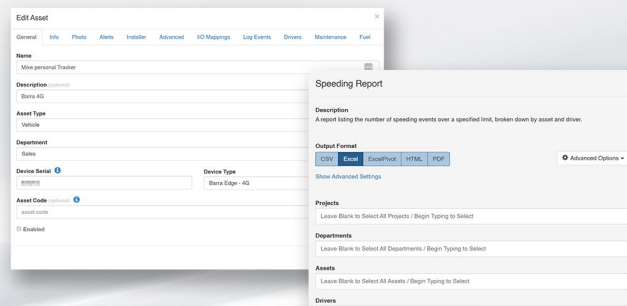 Edit Asset
×
General Info Photo Alerts Installer Advanced I/O Mappings Log Events Drivers Maintenance Fuel
Name
Mike personal Tracker
Description (optional)
Barra 4G
Asset Type
Vehicle
Department
Sales
Device Serial
Device Type
Barra Edge - 4G
Asset Code (optional)
asset code
Enabled
Speeding Report
Description
A report listing the number of speeding events over a specified limit, broken down by asset and driver.
Output Format
CSV Excel ExcelPivot HTML PDF
Advanced Options
Show Advanced Settings
Projects
Leave Blank to Select All Projects / Begin Typing to Select
Departments
Leave Blank to Select All Departments / Begin Typing to Select
Assets
Leave Blank to Select All Assets / Begin Typing to Select
Drivers